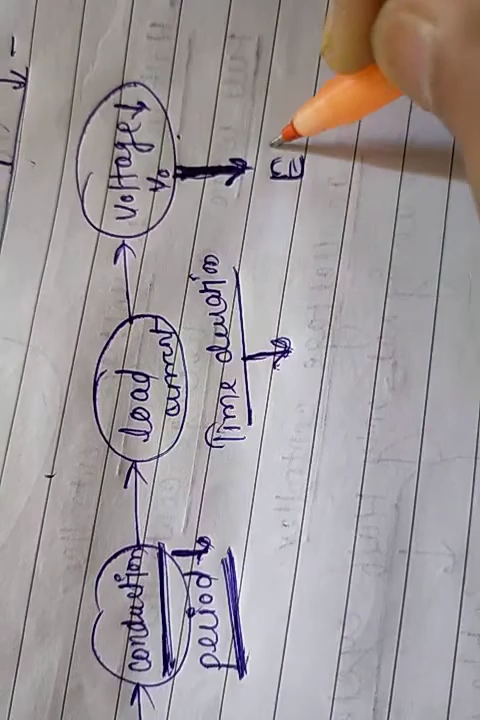 conduction
period
load
current
Time duration
voltage ↓
Vo